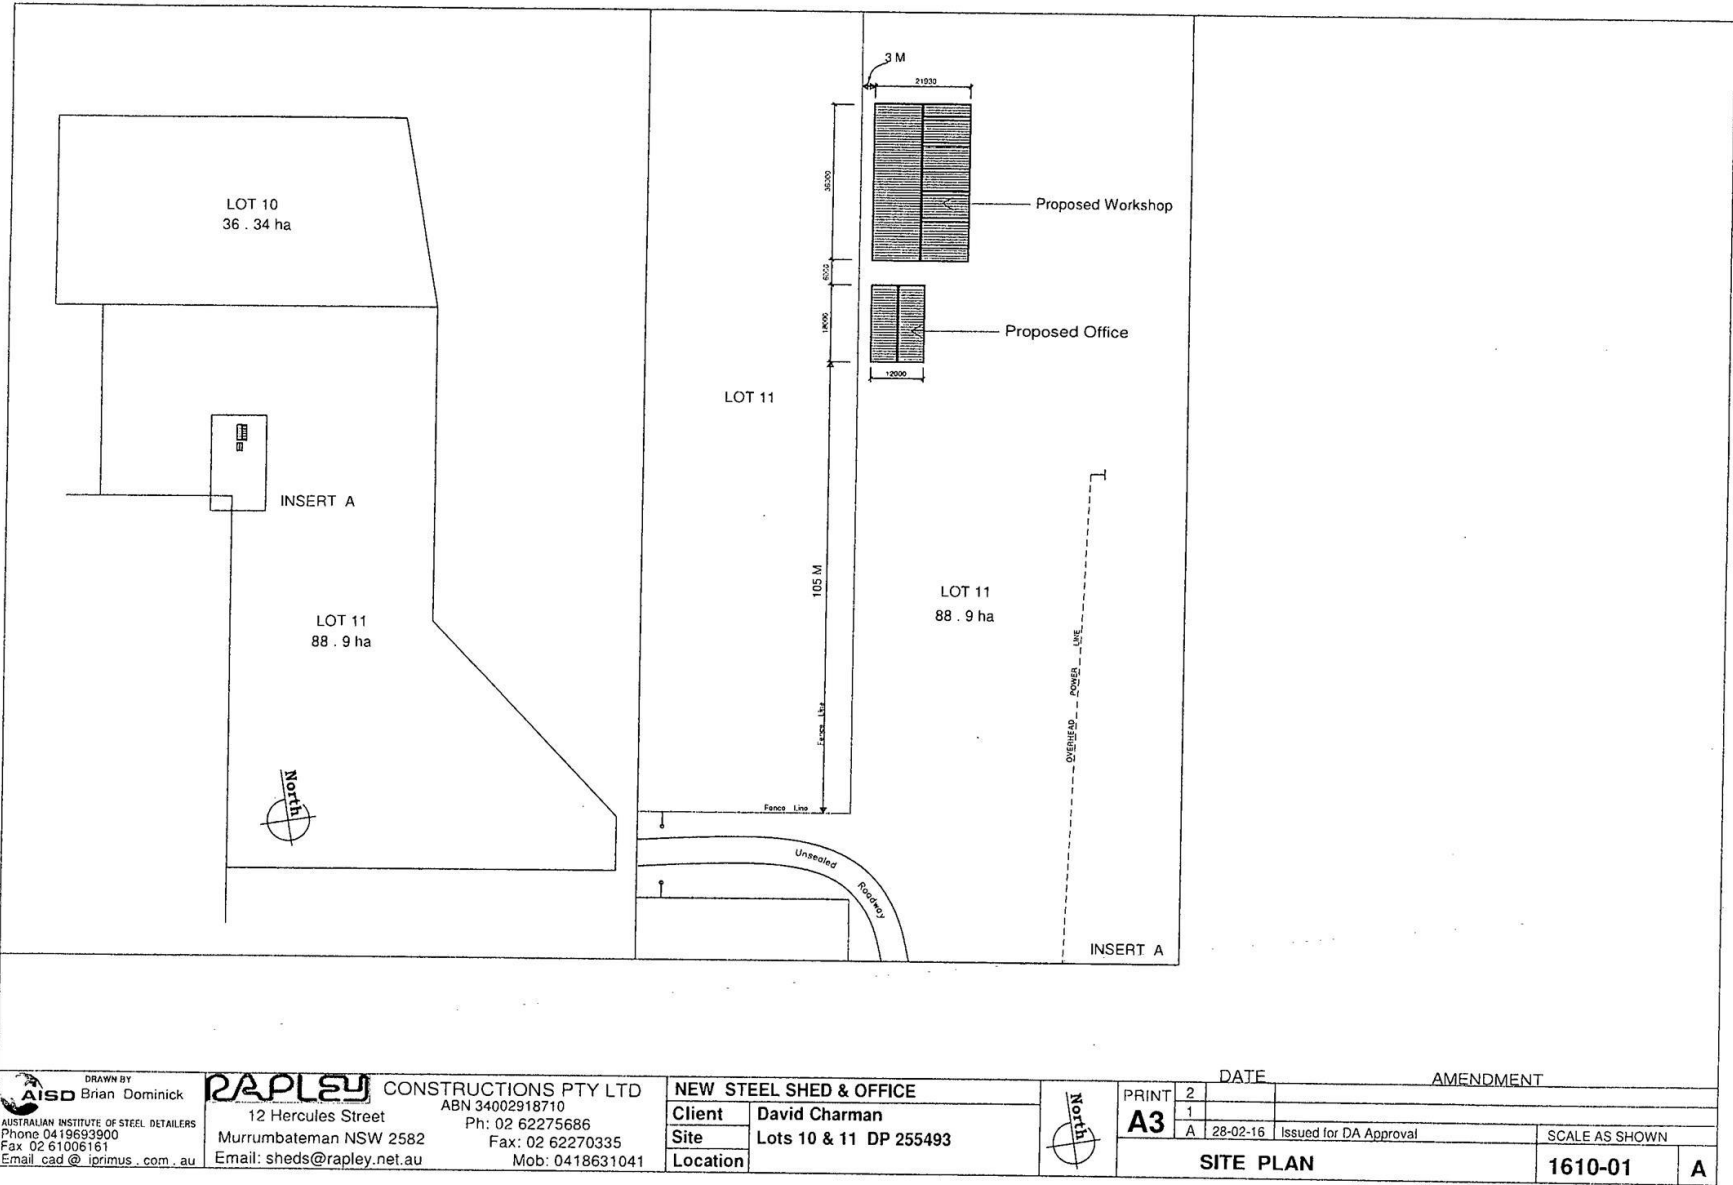 3 M
21930
36000
Proposed Workshop
6000
18000
Proposed Office
12000
LOT 10
36 . 34 ha
LOT 11
INSERT A
LOT 11
88 . 9 ha
105 M
LOT 11
88 . 9 ha
OVERHEAD POWER LINE
Fence Line
Fence Line
North
Unsealed Roadway
INSERT A
DRAWN BY
AISD Brian Dominick
AUSTRALIAN INSTITUTE OF STEEL DETAILERS
Phone 0419693900
Fax 02 61006161
Email cad @ iprimus . com . au
RAPLEY CONSTRUCTIONS PTY LTD
ABN 34002918710
12 Hercules Street
Ph: 02 62275686
Murrumbateman NSW 2582
Fax: 02 62270335
Email: sheds@rapley.net.au
Mob: 0418631041
NEW STEEL SHED & OFFICE
Client David Charman
Site Lots 10 & 11 DP 255493
Location
North
DATE AMENDMENT
PRINT 2
A3 1
A 28-02-16 Issued for DA Approval
SCALE AS SHOWN
SITE PLAN
1610-01 A